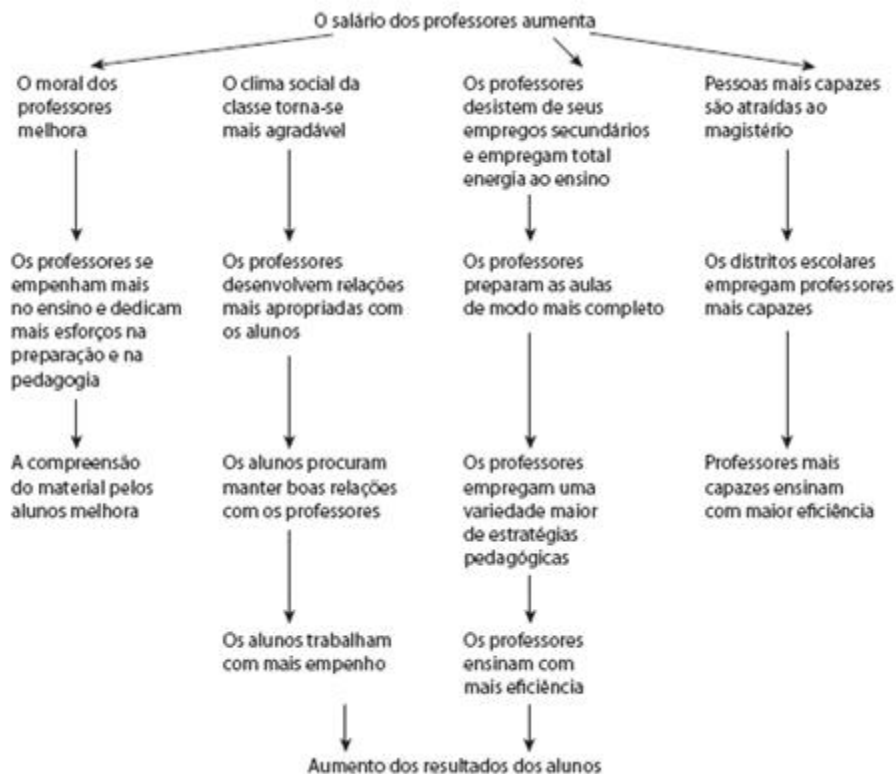 O salário dos professores aumenta
O moral dos
professores
melhora
O clima social da
classe torna-se
mais agradável
Os professores
desistem de seus
empregos secundários
e empregam total
energia ao ensino
Pessoas mais capazes
são atraídas ao
magistério
Os professores se
empenham mais
no ensino e dedicam
mais esforços na
preparação e na
pedagogia
Os professores
desenvolvem relações
mais apropriadas com
os alunos
Os professores
preparam as aulas
de modo mais completo
Os distritos escolares
empregam professores
mais capazes
A compreensão
do material pelos
alunos melhora
Os alunos procuram
manter boas relações
com os professores
Os professores
empregam uma
variedade maior
de estratégias
pedagógicas
Professores mais
capazes ensinam
com maior eficiência
Os alunos trabalham
com mais empenho
Os professores
ensinam com
mais eficiência
Aumento dos resultados dos alunos